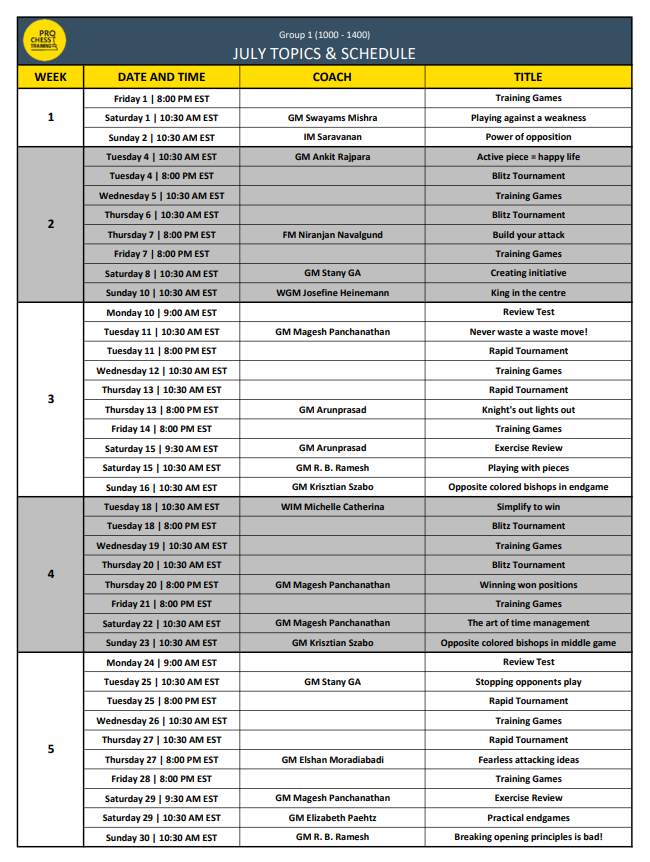 PRO
CHESS
TRAINING
Group 1 (1000 - 1400)
JULY TOPICS & SCHEDULE
WEEK DATE AND TIME COACH TITLE
1
Friday 1 | 8:00 PM EST Training Games
Saturday 1 | 10:30 AM EST GM Swayams Mishra Playing against a weakness
Sunday 2 | 10:30 AM EST IM Saravanan Power of opposition
2
Tuesday 4 | 10:30 AM EST GM Ankit Rajpara Active piece = happy life
Tuesday 4 | 8:00 PM EST Blitz Tournament
Wednesday 5 | 10:30 AM EST Training Games
Thursday 6 | 10:30 AM EST Blitz Tournament
Thursday 7 | 8:00 PM EST FM Niranjan Navalgund Build your attack
Friday 7 | 8:00 PM EST Training Games
Saturday 8 | 10:30 AM EST GM Stany GA Creating initiative
Sunday 10 | 10:30 AM EST WGM Josefine Heinemann King in the centre
3
Monday 10 | 9:00 AM EST Review Test
Tuesday 11 | 10:30 AM EST GM Magesh Panchanathan Never waste a waste move!
Tuesday 11 | 8:00 PM EST Rapid Tournament
Wednesday 12 | 10:30 AM EST Training Games
Thursday 13 | 10:30 AM EST Rapid Tournament
Thursday 13 | 8:00 PM EST GM Arunprasad Knight's out lights out
Friday 14 | 8:00 PM EST Training Games
Saturday 15 | 9:30 AM EST GM Arunprasad Exercise Review
Saturday 15 | 10:30 AM EST GM R. B. Ramesh Playing with pieces
Sunday 16 | 10:30 AM EST GM Krisztian Szabo Opposite colored bishops in endgame
4
Tuesday 18 | 10:30 AM EST WIM Michelle Catherina Simplify to win
Tuesday 18 | 8:00 PM EST Blitz Tournament
Wednesday 19 | 10:30 AM EST Training Games
Thursday 20 | 10:30 AM EST Blitz Tournament
Thursday 20 | 8:00 PM EST GM Magesh Panchanathan Winning won positions
Friday 21 | 8:00 PM EST Training Games
Saturday 22 | 10:30 AM EST GM Magesh Panchanathan The art of time management
Sunday 23 | 10:30 AM EST GM Krisztian Szabo Opposite colored bishops in middle game
5
Monday 24 | 9:00 AM EST Review Test
Tuesday 25 | 10:30 AM EST GM Stany GA Stopping opponents play
Tuesday 25 | 8:00 PM EST Rapid Tournament
Wednesday 26 | 10:30 AM EST Training Games
Thursday 27 | 10:30 AM EST Rapid Tournament
Thursday 27 | 8:00 PM EST GM Elshan Moradiabadi Fearless attacking ideas
Friday 28 | 8:00 PM EST Training Games
Saturday 29 | 9:30 AM EST GM Magesh Panchanathan Exercise Review
Saturday 29 | 10:30 AM EST GM Elizabeth Paehtz Practical endgames
Sunday 30 | 10:30 AM EST GM R. B. Ramesh Breaking opening principles is bad!